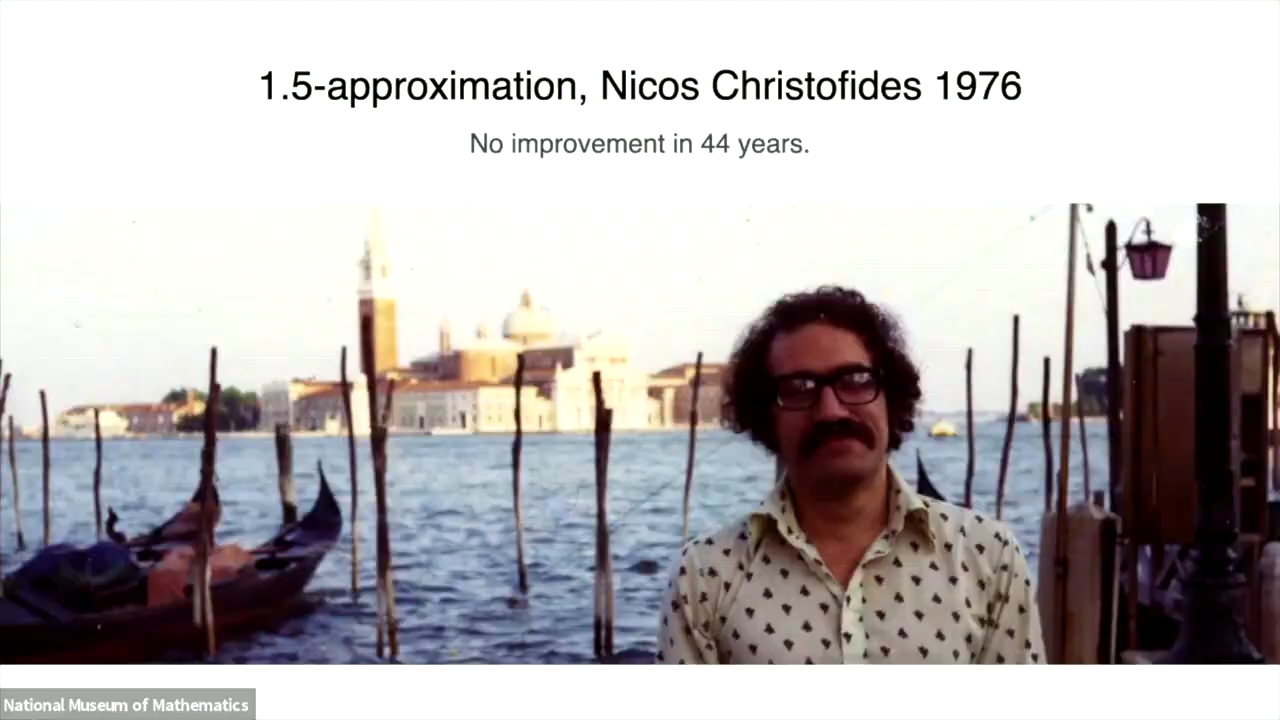 1.5-approximation, Nicos Christofides 1976
No improvement in 44 years.
National Museum of Mathematics